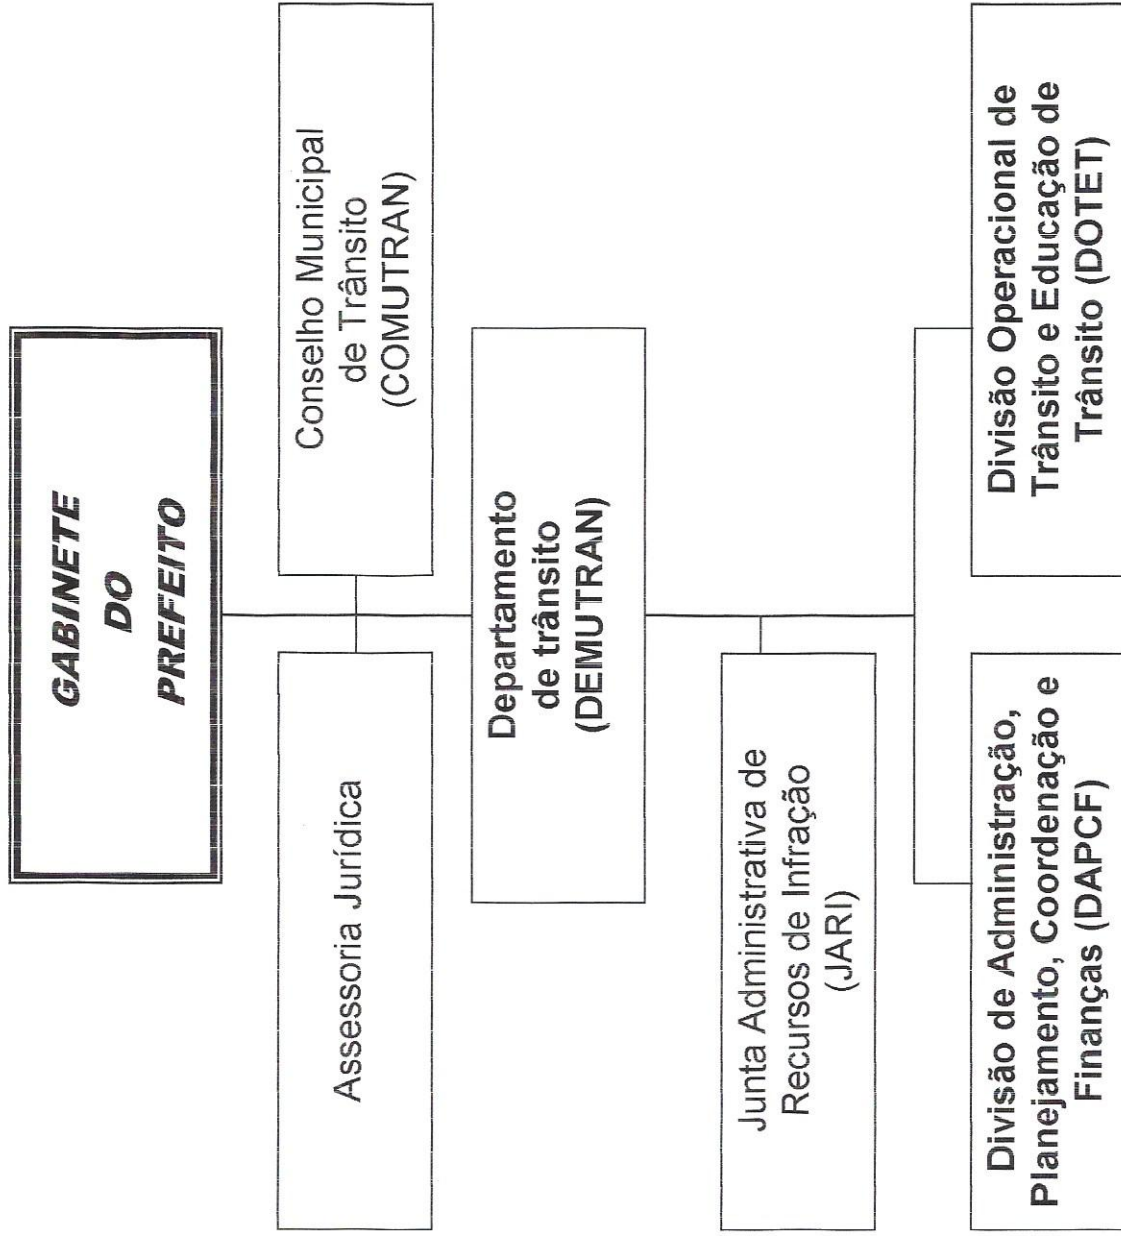 GABINETE
DO
PREFEITO
Assessoria Jurídica
Conselho Municipal
de Trânsito
(COMUTRAN)
Departamento
de trânsito
(DEMUTRAN)
Junta Administrativa de
Recursos de Infração
(JARI)
Divisão de Administração,
Planejamento, Coordenação e
Finanças (DAPCF)
Divisão Operacional de
Trânsito e Educação de
Trânsito (DOTET)